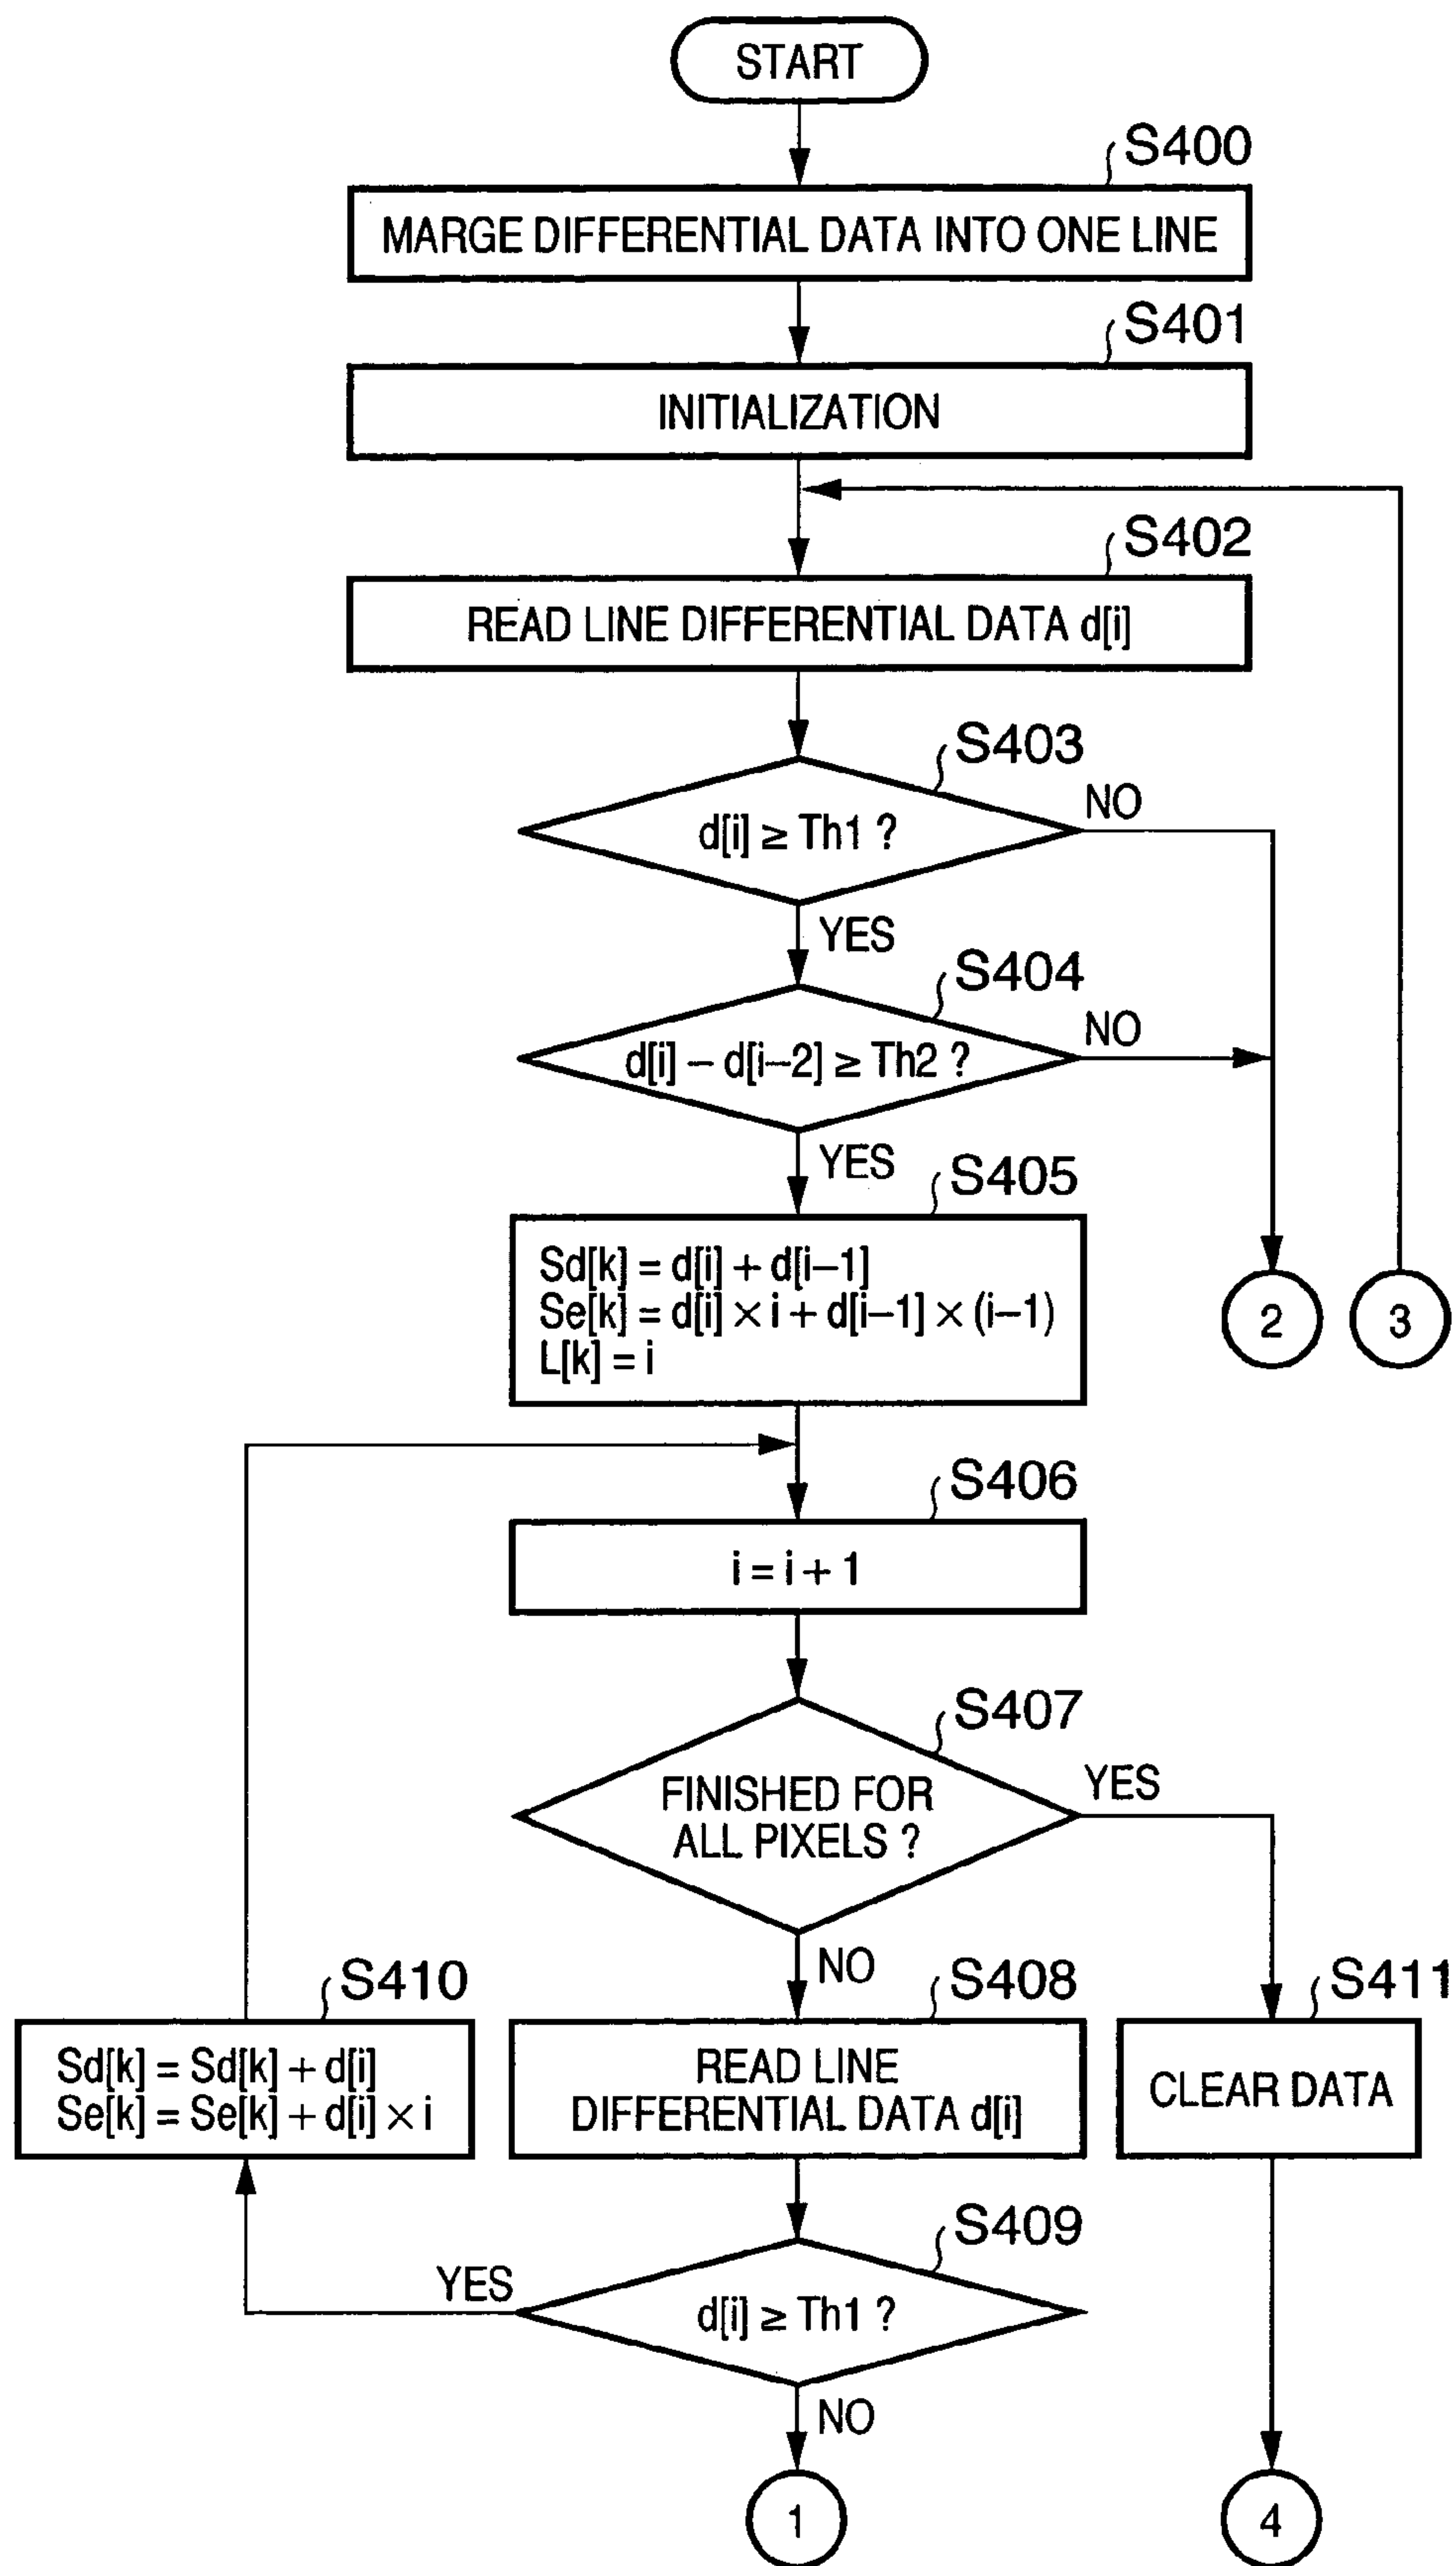 START
S400
MARGE DIFFERENTIAL DATA INTO ONE LINE
S401
INITIALIZATION
S402
READ LINE DIFFERENTIAL DATA d[i]
S403
d[i] ≥ Th1 ?
NO
YES
S404
d[i] – d[i–2] ≥ Th2 ?
NO
YES
S405
Sd[k] = d[i] + d[i–1]
Se[k] = d[i] × i + d[i–1] × (i–1)
L[k] = i
2
3
S406
i = i + 1
S407
FINISHED FOR
ALL PIXELS ?
YES
NO
S410
Sd[k] = Sd[k] + d[i]
Se[k] = Se[k] + d[i] × i
S408
READ LINE
DIFFERENTIAL DATA d[i]
S411
CLEAR DATA
S409
d[i] ≥ Th1 ?
YES
NO
1
4